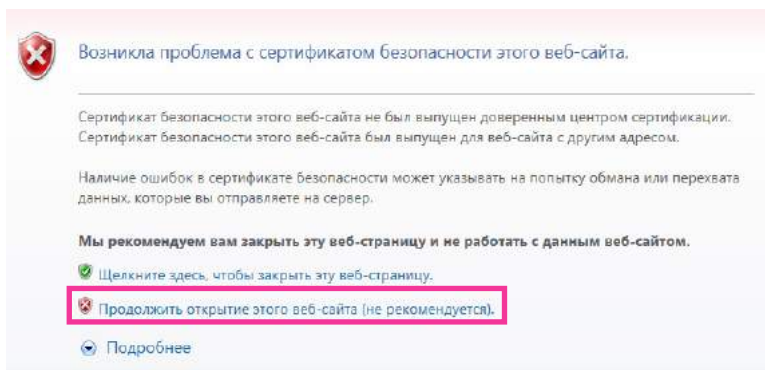 Возникла проблема с сертификатом безопасности этого веб-сайта.
Сертификат безопасности этого веб-сайта не был выпущен доверенным центром сертификации.
Сертификат безопасности этого веб-сайта был выпущен для веб-сайта с другим адресом.
Наличие ошибок в сертификате безопасности может указывать на попытку обмана или перехвата
данных, которые вы отправляете на сервер.
Мы рекомендуем вам закрыть эту веб-страницу и не работать с данным веб-сайтом.
Щелкните здесь, чтобы закрыть эту веб-страницу.
Продолжить открытие этого веб-сайта (не рекомендуется).
Подробнее